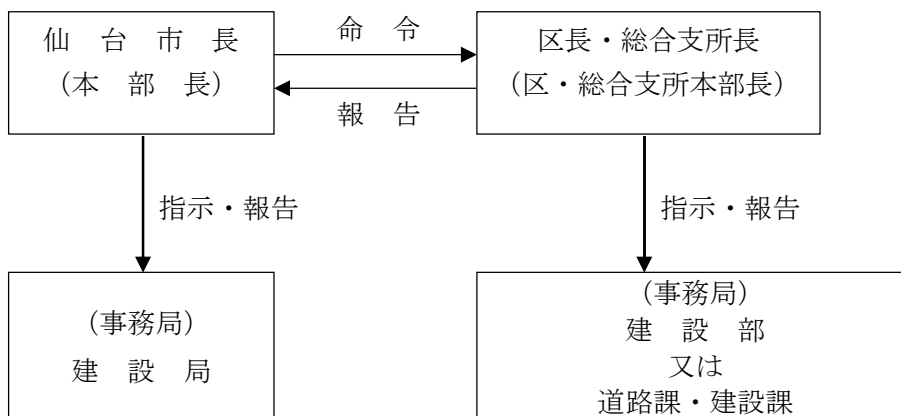 仙 台 市 長
（本 部 長）
命 令
報 告
区長・総合支所長
（区・総合支所本部長）
指示・報告
指示・報告
（事務局）
建 設 局
（事務局）
建 設 部
又は
道路課・建設課